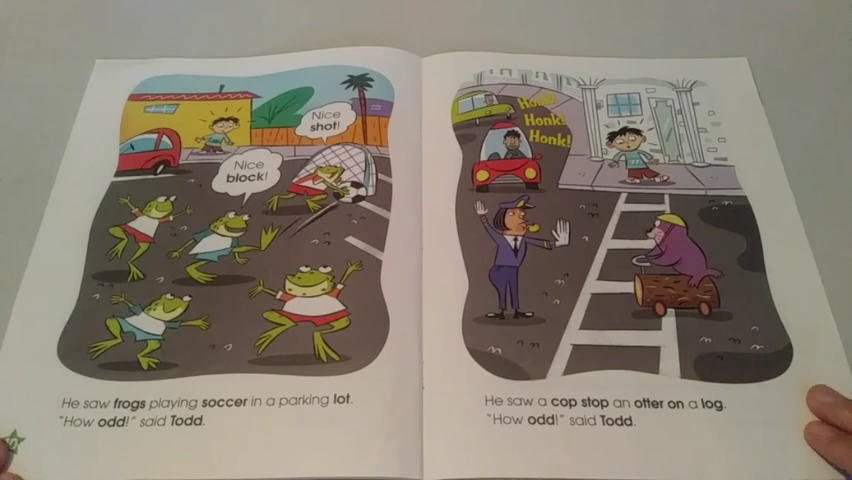 Nice
shot!
Nice
block!
He saw frogs playing soccer in a parking lot.
"How odd!" said Todd.
Honk!
Honk!
Honk!
He saw a cop stop an otter on a log.
"How odd!" said Todd.